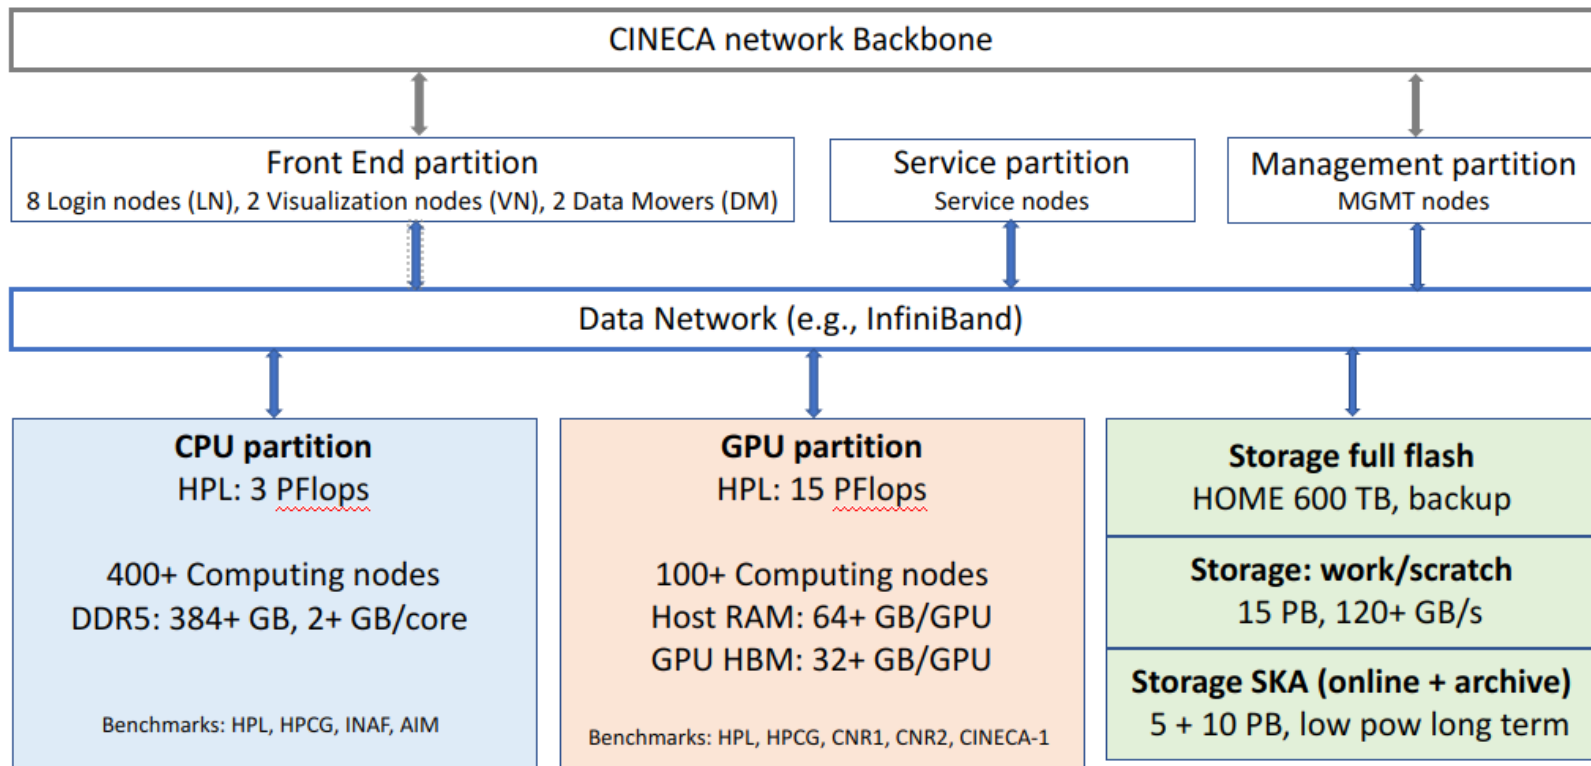 CINECA network Backbone
Front End partition
8 Login nodes (LN), 2 Visualization nodes (VN), 2 Data Movers (DM)
Service partition
Service nodes
Management partition
MGMT nodes
Data Network (e.g., InfiniBand)
CPU partition
HPL: 3 PFlops
400+ Computing nodes
DDR5: 384+ GB, 2+ GB/core
Benchmarks: HPL, HPCG, INAF, AIM
GPU partition
HPL: 15 PFlops
100+ Computing nodes
Host RAM: 64+ GB/GPU
GPU HBM: 32+ GB/GPU
Benchmarks: HPL, HPCG, CNR1, CNR2, CINECA-1
Storage full flash
HOME 600 TB, backup
Storage: work/scratch
15 PB, 120+ GB/s
Storage SKA (online + archive)
5 + 10 PB, low pow long term